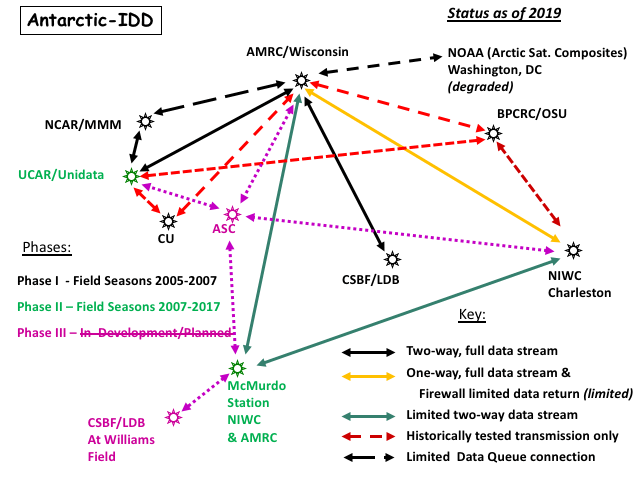 Antarctic-IDD
Status as of 2019
AMRC/Wisconsin
NOAA (Arctic Sat. Composites)
Washington, DC
(degraded)
BPCRC/OSU
NCAR/MMM
UCAR/Unidata
CU
ASC
CSBF/LDB
NIWC
Charleston
Phases:
Phase I - Field Seasons 2005-2007
Phase II – Field Seasons 2007-2017
Phase III – In Development/Planned
McMurdo
Station
NIWC
& AMRC
CSBF/LDB
At Williams
Field
Key:
Two-way, full data stream
One-way, full data stream &
Firewall limited data return (limited)
Limited two-way data stream
Historically tested transmission only
Limited Data Queue connection